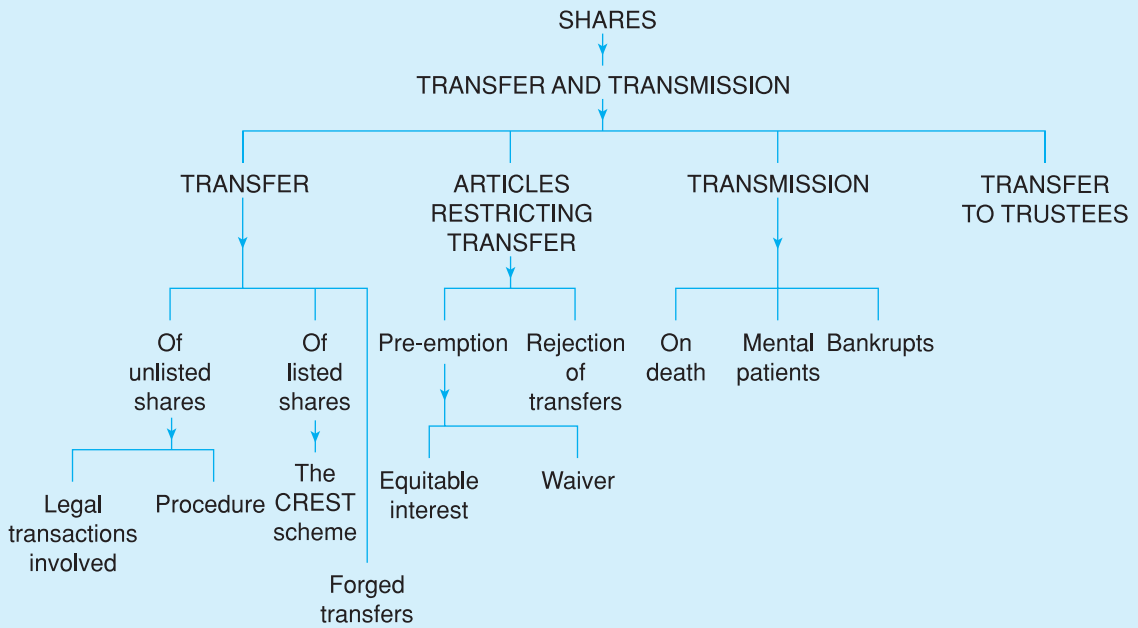 SHARES
TRANSFER AND TRANSMISSION
TRANSFER
ARTICLES
RESTRICTING
TRANSFER
TRANSMISSION
TRANSFER
TO TRUSTEES
Of
unlisted
shares
Of
listed
shares
Pre-emption
Rejection
of
transfers
On
death
Mental
patients
Bankrupts
Legal
transactions
involved
Procedure
The
CREST
scheme
Equitable
interest
Waiver
Forged
transfers